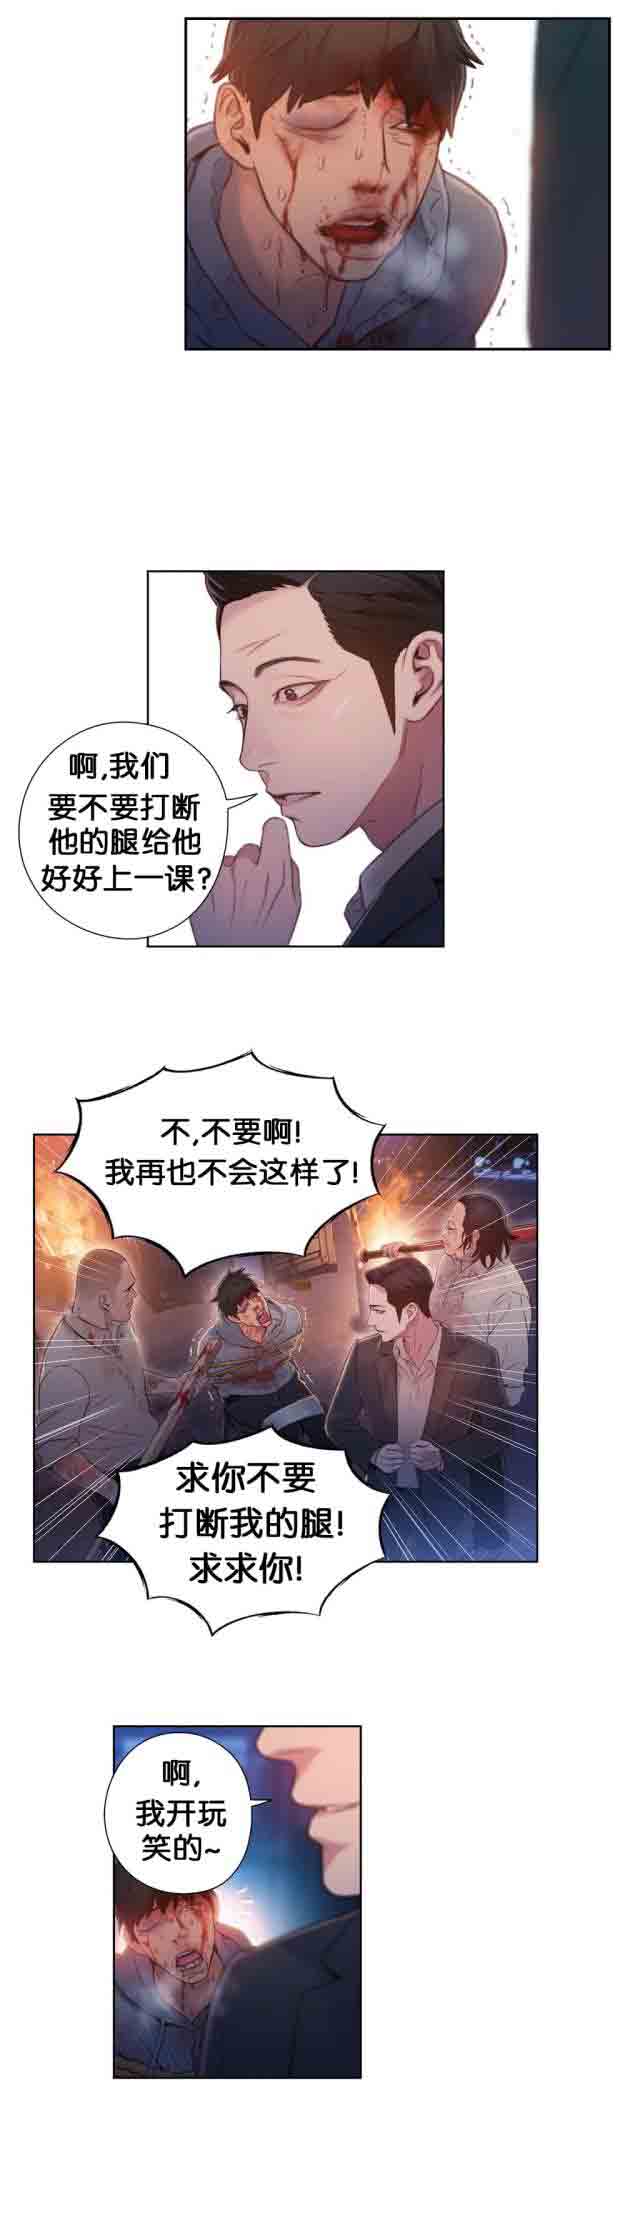 啊,我们
要不要打断
他的腿给他
好好上一课?
不,不要啊!
我再也不会这样了!
求你不要
打断我的腿!
求求你!
啊,
我开玩
笑的~